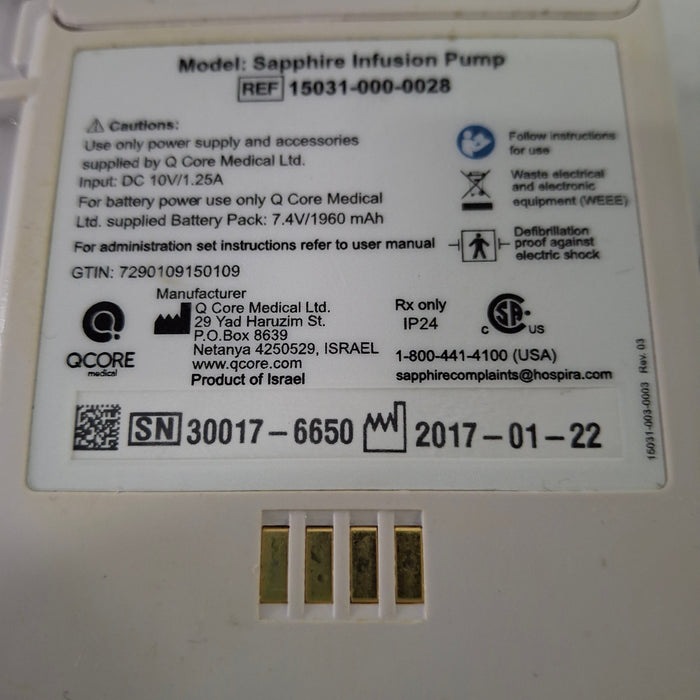 Model: Sapphire Infusion Pump
REF 15031-000-0028
Cautions:
Use only power supply and accessories
supplied by Q Core Medical Ltd.
Input: DC 10V/1.25A
For battery power use only Q Core Medical
Ltd. supplied Battery Pack: 7.4V/1960 mAh
For administration set instructions refer to user manual
GTIN: 7290109150109
Follow instructions
for use
Waste electrical
and electronic
equipment (WEEE)
Defibrillation
proof against
electric shock
QCORE
medical
Manufacturer
Q Core Medical Ltd.
29 Yad Haruzim St.
P.O.Box 8639
Netanya 4250529, ISRAEL
www.qcore.com
Product of Israel
Rx only
IP24
C SA US
1-800-441-4100 (USA)
sapphirecomplaints@hospira.com
SN 30017-6650 2017-01-22
15031-003-0003 Rev. 03